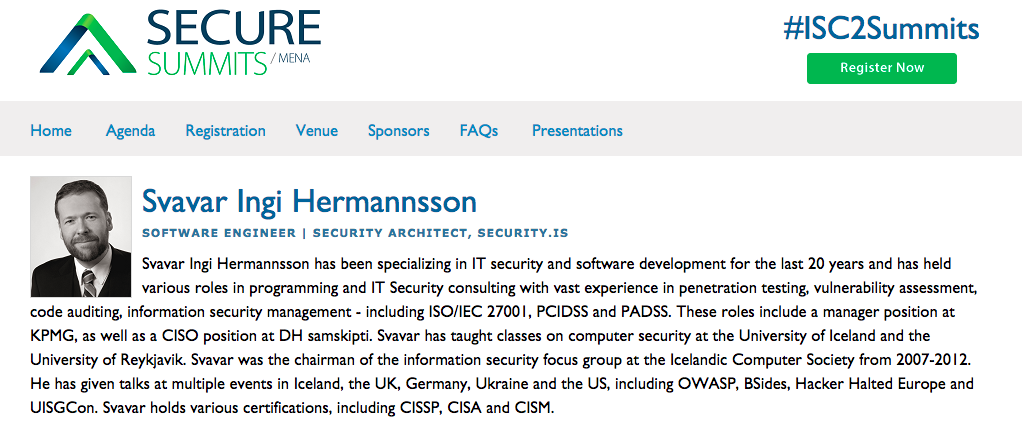 SECURE
SUMMITS / MENA
#ISC2Summits
Register Now
Home Agenda Registration Venue Sponsors FAQs Presentations
Svavar Ingi Hermannsson
SOFTWARE ENGINEER | SECURITY ARCHITECT, SECURITY.IS
Svavar Ingi Hermannsson has been specializing in IT security and software development for the last 20 years and has held
various roles in programming and IT Security consulting with vast experience in penetration testing, vulnerability assessment,
code auditing, information security management - including ISO/IEC 27001, PCIDSS and PADSS. These roles include a manager position at
KPMG, as well as a CISO position at DH samskipti. Svavar has taught classes on computer security at the University of Iceland and the
University of Reykjavik. Svavar was the chairman of the information security focus group at the Icelandic Computer Society from 2007-2012.
He has given talks at multiple events in Iceland, the UK, Germany, Ukraine and the US, including OWASP, BSides, Hacker Halted Europe and
UISGCon. Svavar holds various certifications, including CISSP, CISA and CISM.